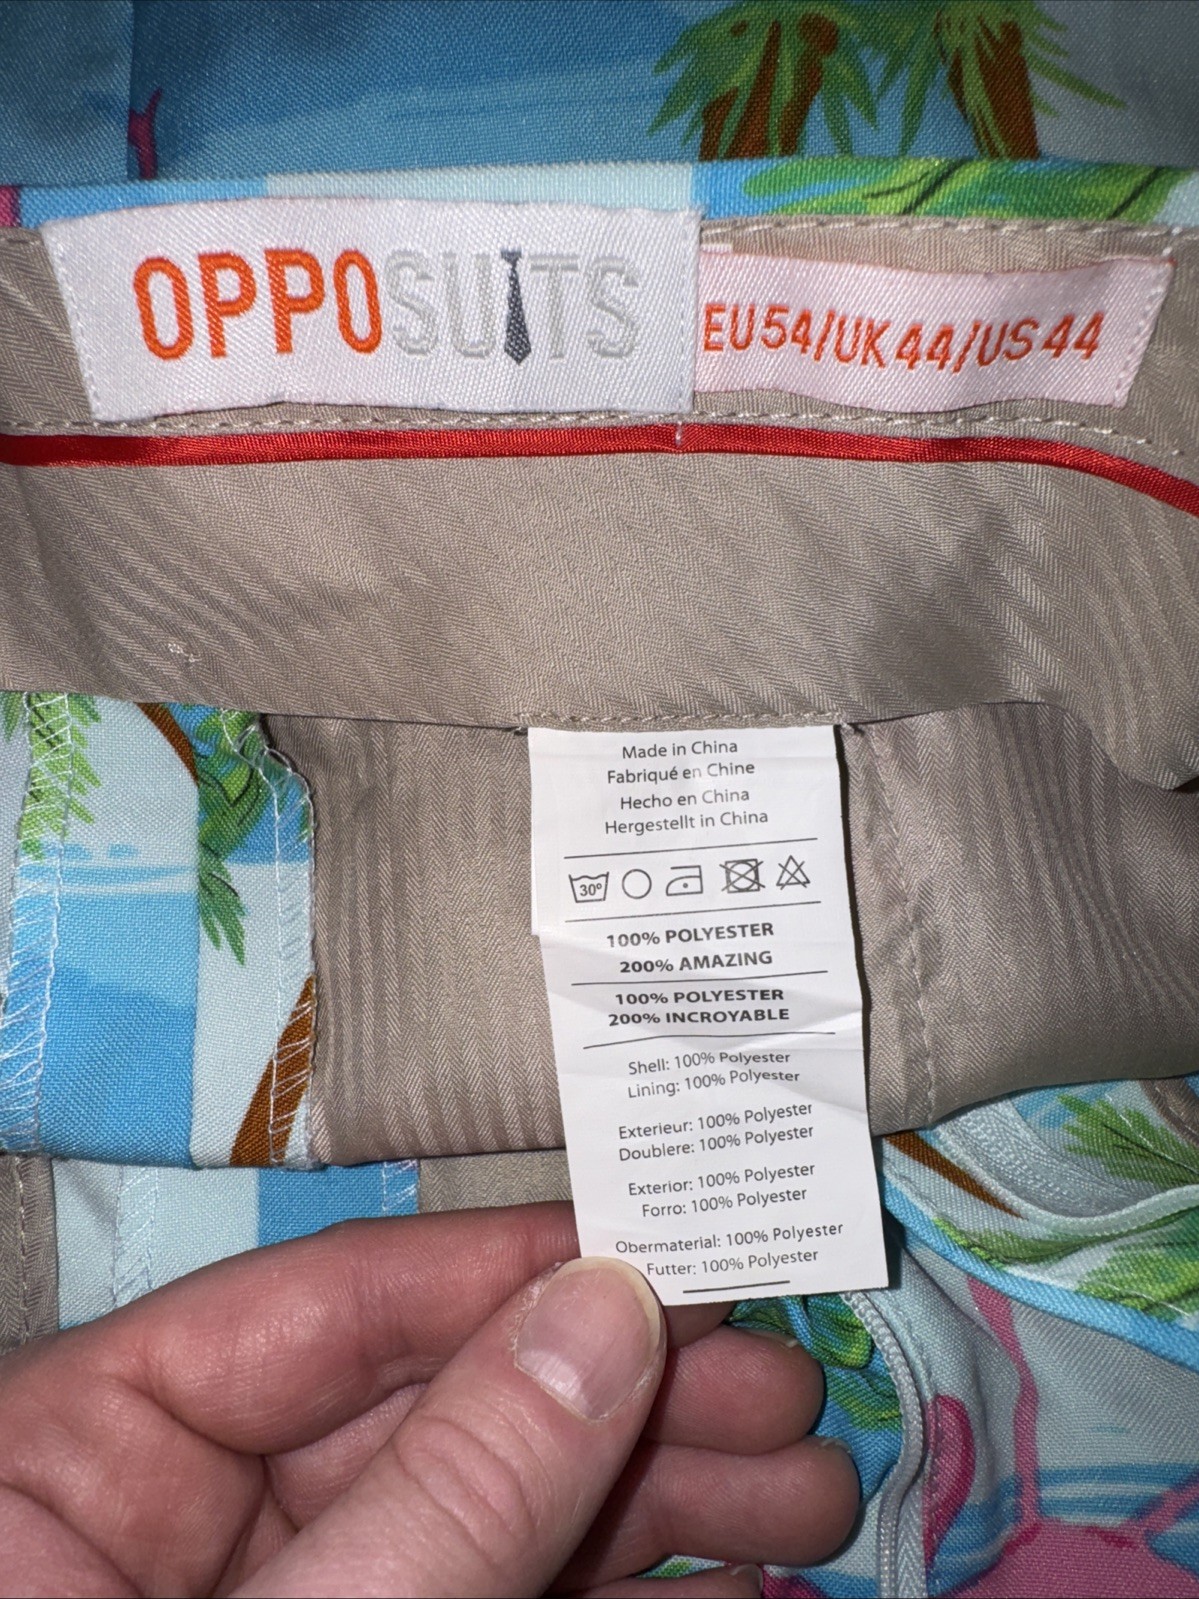 OPPOSUITS
EU54/UK44/US44
Made in China
Fabriqué en Chine
Hecho en China
Hergestellt in China
30°
100% POLYESTER
200% AMAZING
100% POLYESTER
200% INCROYABLE
Shell: 100% Polyester
Lining: 100% Polyester
Exterieur: 100% Polyester
Doublere: 100% Polyester
Exterior: 100% Polyester
Forro: 100% Polyester
Obermaterial: 100% Polyester
Futter: 100% Polyester